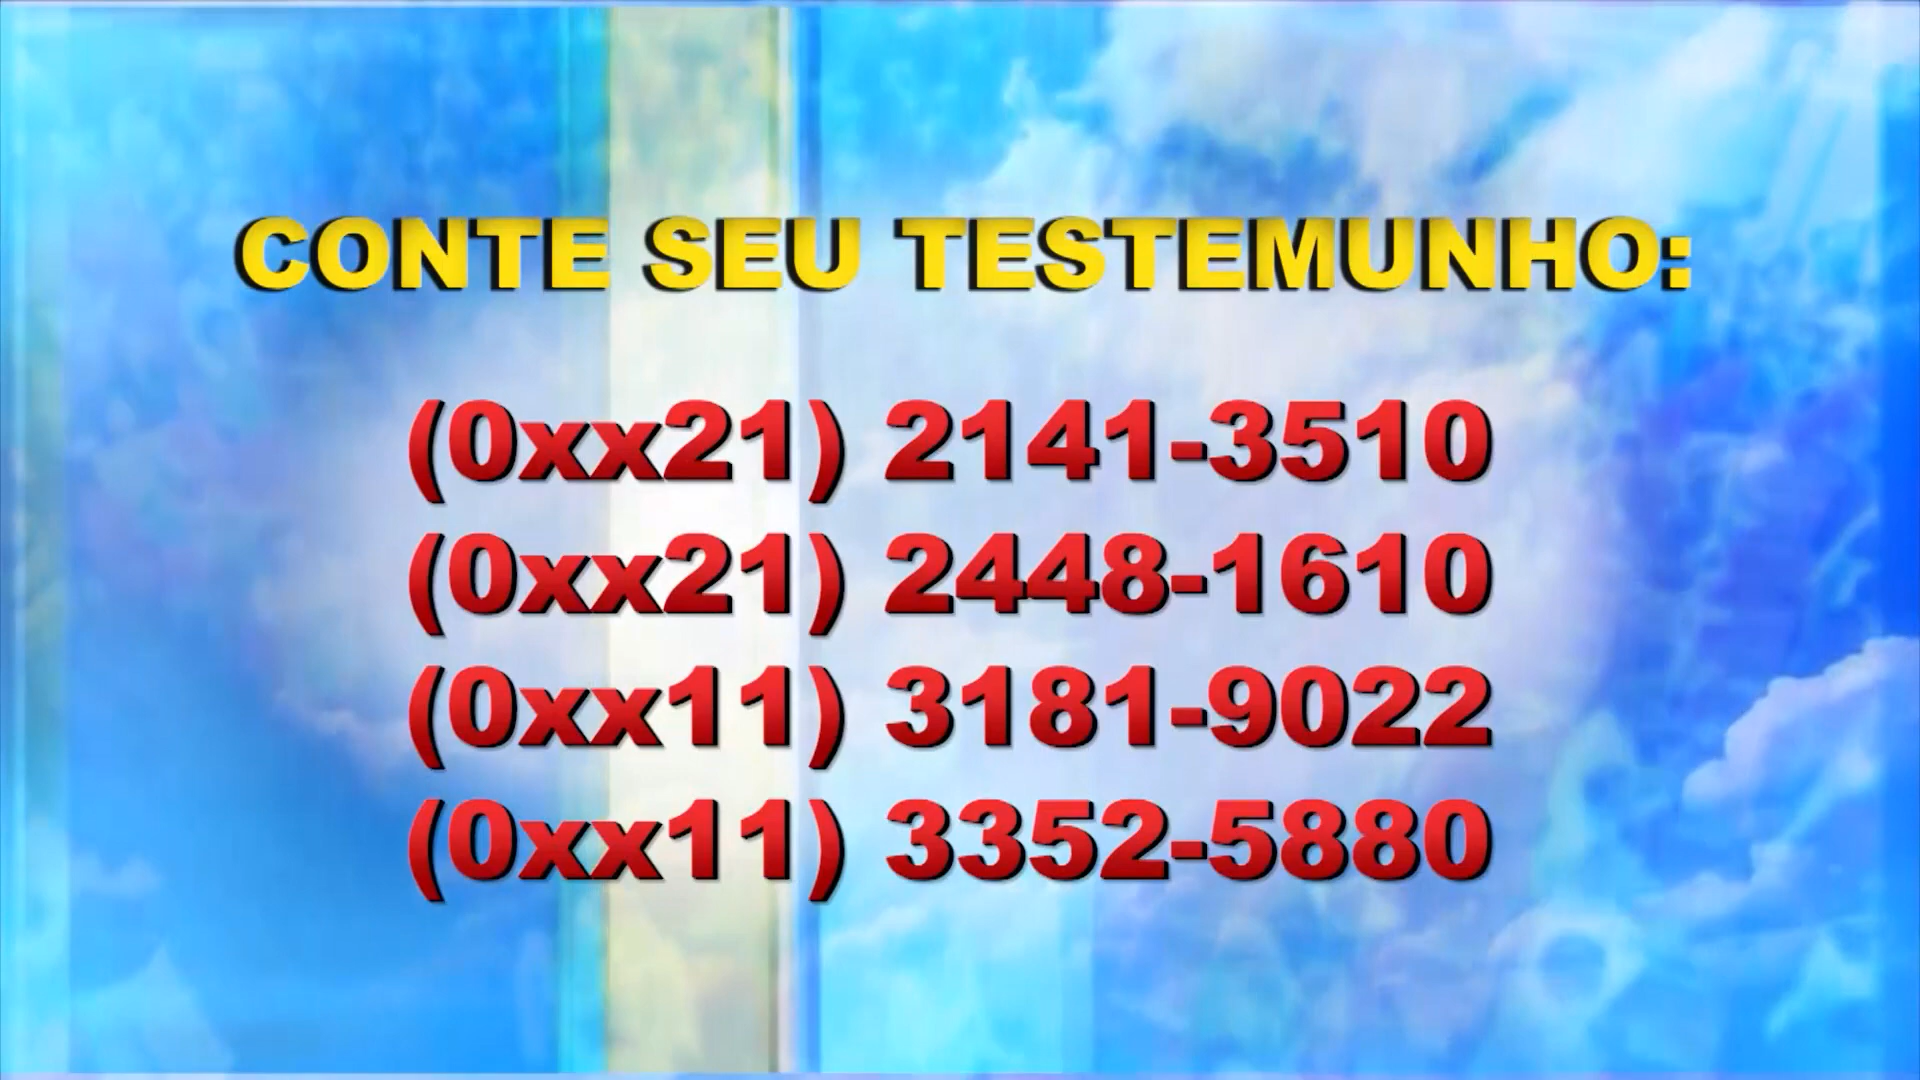 CONTE SEU TESTEMUNHO:
(0xx21) 2141-3510
(0xx21) 2448-1610
(0xx11) 3181-9022
(0xx11) 3352-5880